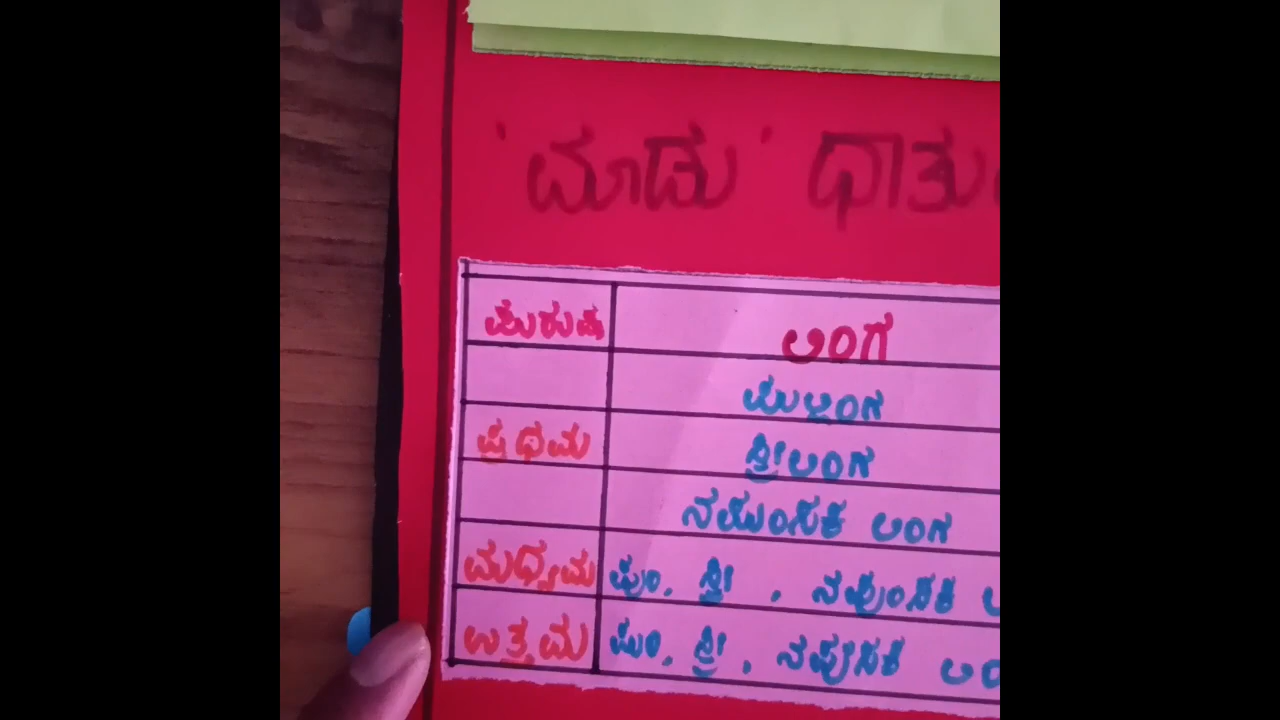 'ಮಾಡು' ಧಾತು
ಪುರುಷ ಲಿಂಗ
ಪುಲ್ಲಿಂಗ
ಪ್ರಥಮ ಸ್ತ್ರೀಲಿಂಗ
ನಪುಂಸಕ ಲಿಂಗ
ಮಧ್ಯಮ ಪುಂ. ಸ್ತ್ರೀ . ನಪುಂಸಕ
ಉತ್ತಮ ಪುಂ. ಸ್ತ್ರೀ . ನಪುಸಕ ಲಿಂ